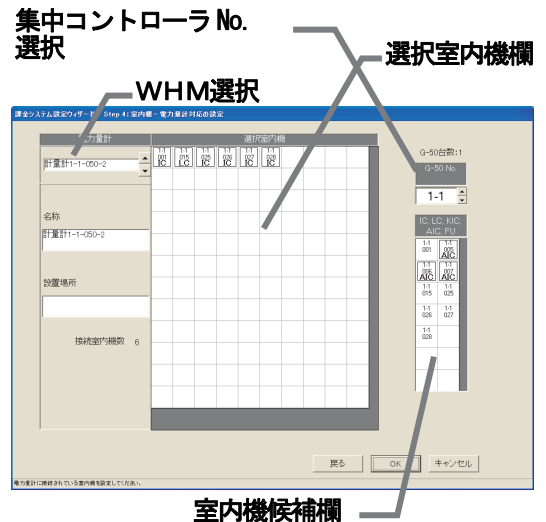 集中コントローラ No.
選択
選択室内機欄
WHM選択
課金システム設定ウィザード Step 4: 室内機 - 電力量計対応の設定
電力量計
選択室内機
計量計1-1-050-2
1-1 001 IC
1-1 015 LC
1-1 025 IC
1-1 026 IC
1-1 027 IC
1-1 028 IC
G-50台数:1
G-50 No.
1-1
名称
計量計1-1-050-2
IC, LC, KIC,
AIC, FU
1-1 001
1-1 005 AIC
1-1 006 AIC
1-1 007 AIC
1-1 015
1-1 025
1-1 026
1-1 027
1-1 028
設置場所
接続室内機数 6
戻る
OK
キャンセル
電力量計に接続されている室内機を設定してください。
室内機候補欄